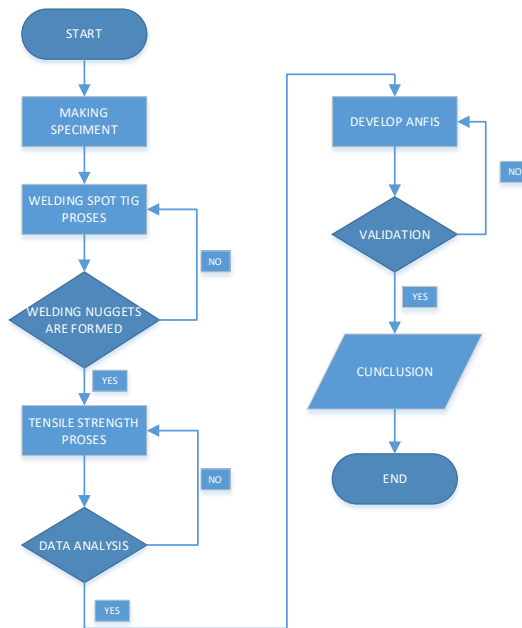 START
MAKING
SPECIMENT
WELDING SPOT TIG
PROSES
NO
WELDING NUGGETS
ARE FORMED
YES
TENSILE STRENGTH
PROSES
NO
DATA ANALYSIS
YES
DEVELOP ANFIS
NO
VALIDATION
YES
CUNCLUSION
END